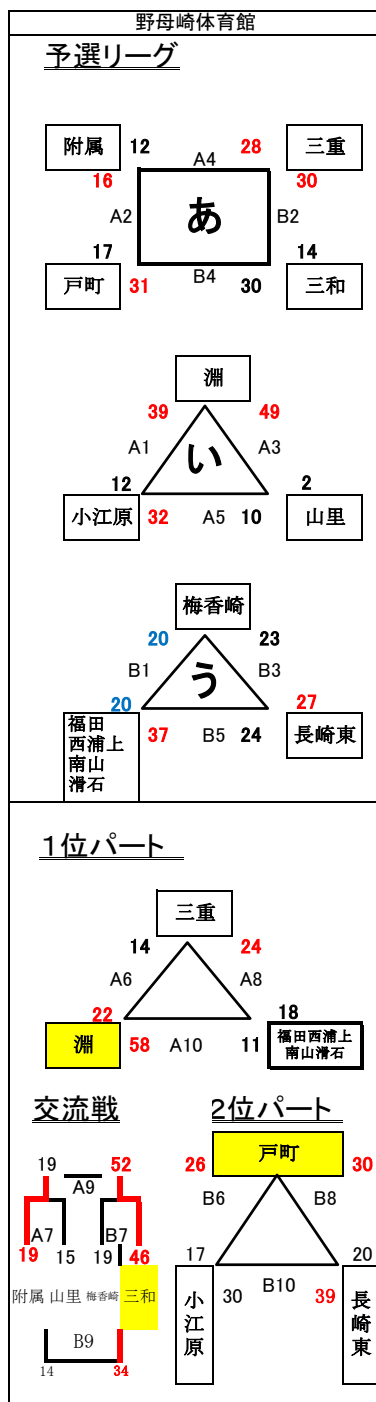 野母崎体育館
予選リーグ
附属 12 28 三重
A4
16 30
A2 あ B2
17 14
戸町 31 B4 30 三和
淵
39 49
A1 い A3
12 2
小江原 32 A5 10 山里
梅香崎
20 23
B1 う B3
20 27
福田
西浦上
南山
滑石
37 B5 24 長崎東
1位パート
三重
14 24
A6 A8
22 18
淵 58 A10 11 福田西浦上
南山滑石
交流戦
19 52
A9
A7 B7
19 15 19 46
附属 山里 梅香崎 三和
B9
14 34
2位パート
26 戸町 30
B6 B8
17 20
小江原 30 B10 39 長崎東